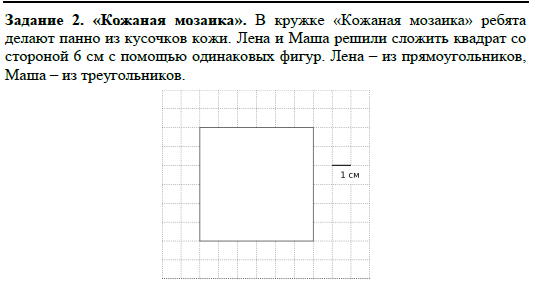 Задание 2. «Кожаная мозаика». В кружке «Кожаная мозаика» ребята
делают панно из кусочков кожи. Лена и Маша решили сложить квадрат со
стороной 6 см с помощью одинаковых фигур. Лена – из прямоугольников,
Маша – из треугольников.
1 см